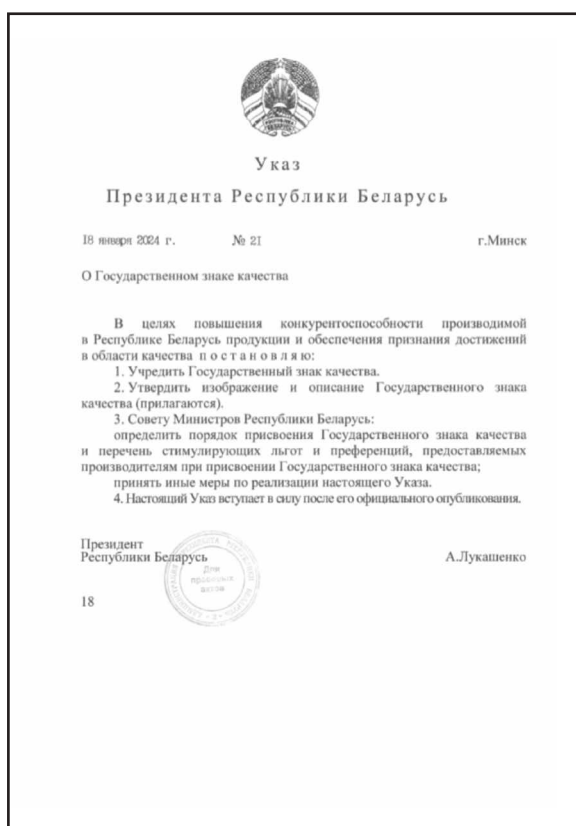 Указ
Президента Республики Беларусь
18 января 2024 г. № 21 г.Минск
О Государственном знаке качества
В целях повышения конкурентоспособности производимой
в Республике Беларусь продукции и обеспечения признания достижений
в области качества п о с т а н о в л я ю:
1. Учредить Государственный знак качества.
2. Утвердить изображение и описание Государственного знака
качества (прилагаются).
3. Совету Министров Республики Беларусь:
определить порядок присвоения Государственного знака качества
и перечень стимулирующих льгот и преференций, предоставляемых
производителям при присвоении Государственного знака качества;
принять иные меры по реализации настоящего Указа.
4. Настоящий Указ вступает в силу после его официального опубликования.
Президент
Республики Беларусь А.Лукашенко
Для
правовых
актов
18